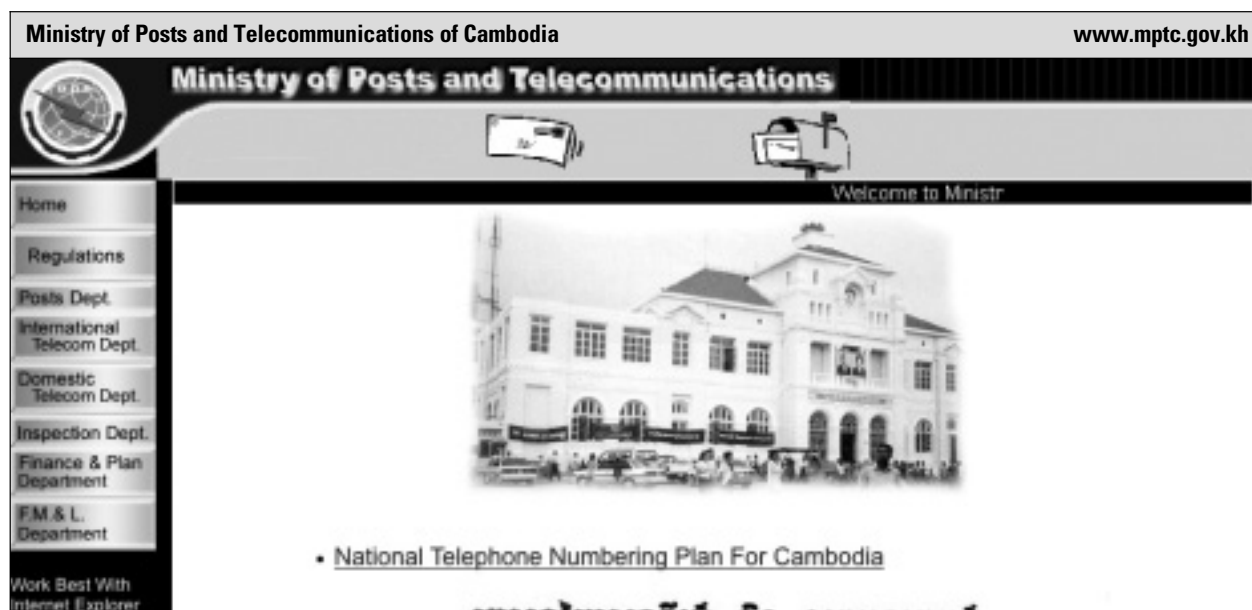 Ministry of Posts and Telecommunications of Cambodia www.mptc.gov.kh
Ministry of Posts and Telecommunications
Welcome to Ministr
Home
Regulations
Posts Dept.
International
Telecom Dept.
Domestic
Telecom Dept.
Inspection Dept.
Finance & Plan
Department
F.M.& L.
Department
Work Best With
Internet Explorer
• National Telephone Numbering Plan For Cambodia